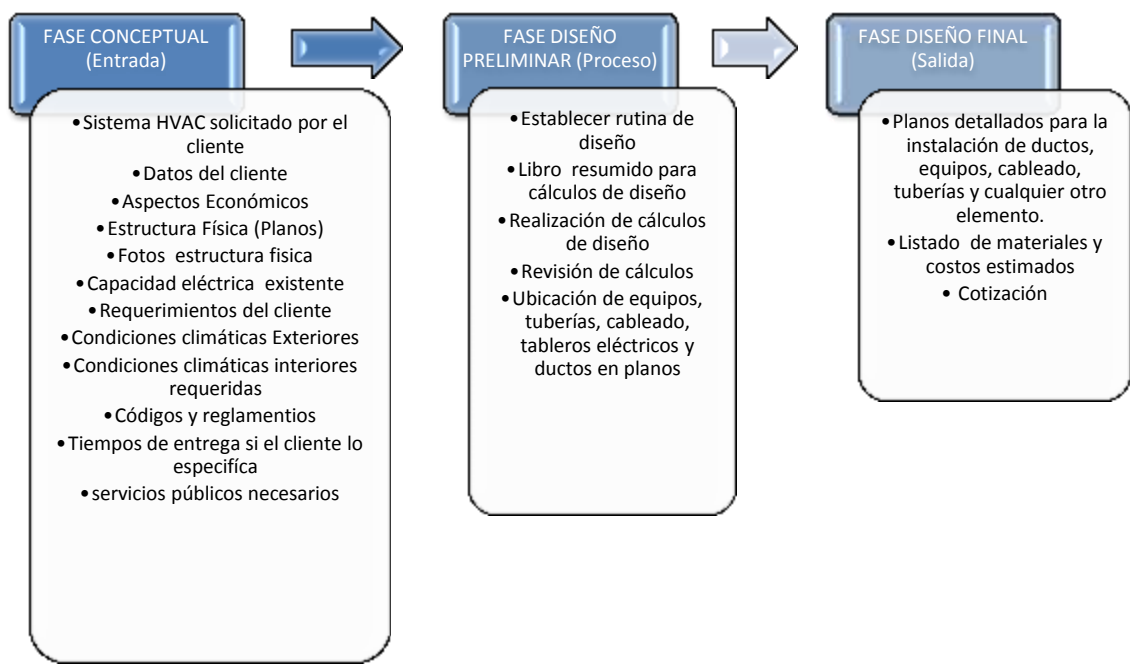 FASE CONCEPTUAL
(Entrada)
•Sistema HVAC solicitado por el
cliente
•Datos del cliente
•Aspectos Económicos
•Estructura Física (Planos)
•Fotos estructura fisica
•Capacidad eléctrica existente
•Requerimientos del cliente
•Condiciones climáticas Exteriores
•Condiciones climáticas interiores
requeridas
•Códigos y reglamentios
•Tiempos de entrega si el cliente lo
especifíca
•servicios públicos necesarios
FASE DISEÑO
PRELIMINAR (Proceso)
•Establecer rutina de
diseño
•Libro resumido para
cálculos de diseño
•Realización de cálculos
de diseño
•Revisión de cálculos
•Ubicación de equipos,
tuberías, cableado,
tableros eléctricos y
ductos en planos
FASE DISEÑO FINAL
(Salida)
•Planos detallados para la
instalación de ductos,
equipos, cableado,
tuberías y cualquier otro
elemento.
•Listado de materiales y
costos estimados
• Cotización